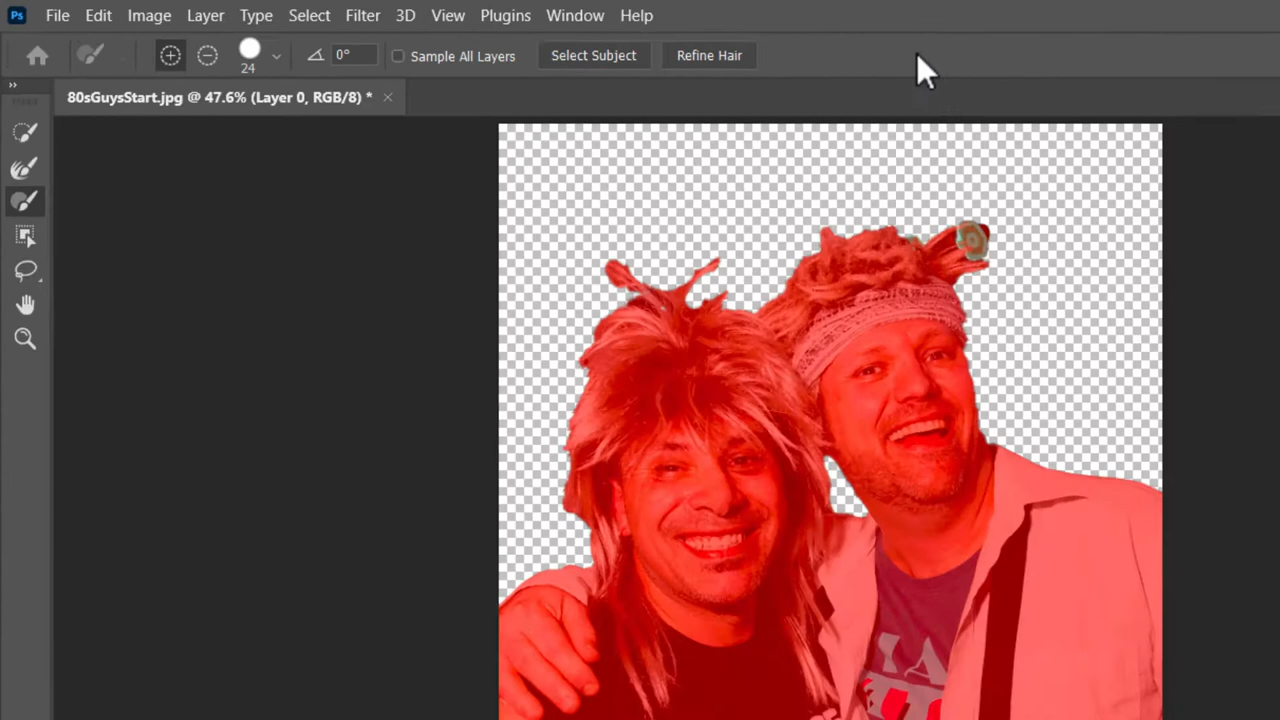 Ps File Edit Image Layer Type Select Filter 3D View Plugins Window Help
24 0° Sample All Layers Select Subject Refine Hair
80sGuysStart.jpg @ 47.6% (Layer 0, RGB/8) *